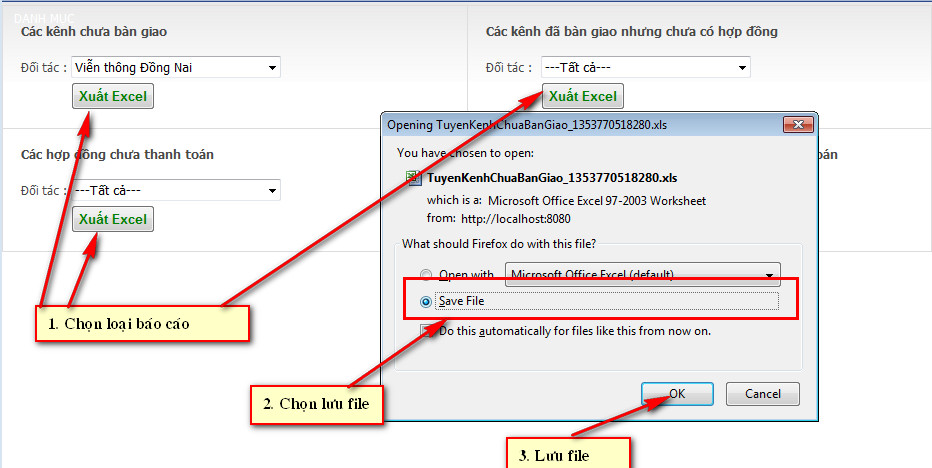 DANH MỤC
Các kênh chưa bàn giao
Các kênh đã bàn giao nhưng chưa có hợp đồng
Đối tác : Viễn thông Đồng Nai
Đối tác : ---Tất cả---
Xuất Excel
Xuất Excel
Opening TuyenKenhChuaBanGiao_1353770518280.xls
You have chosen to open:
Các hợp đồng chưa thanh toán
oán
TuyenKenhChuaBanGiao_1353770518280.xls
Đối tác : ---Tất cả---
which is a: Microsoft Office Excel 97-2003 Worksheet
Xuất Excel
from: http://localhost:8080
What should Firefox do with this file?
Open with Microsoft Office Excel (default)
Save File
1. Chọn loại báo cáo
Do this automatically for files like this from now on.
2. Chọn lưu file
OK
Cancel
3. Lưu file